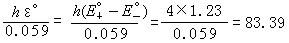 hε°/0.059 = h(E°₊−E°₋)/0.059 = 4×1.23/0.059 = 83.39